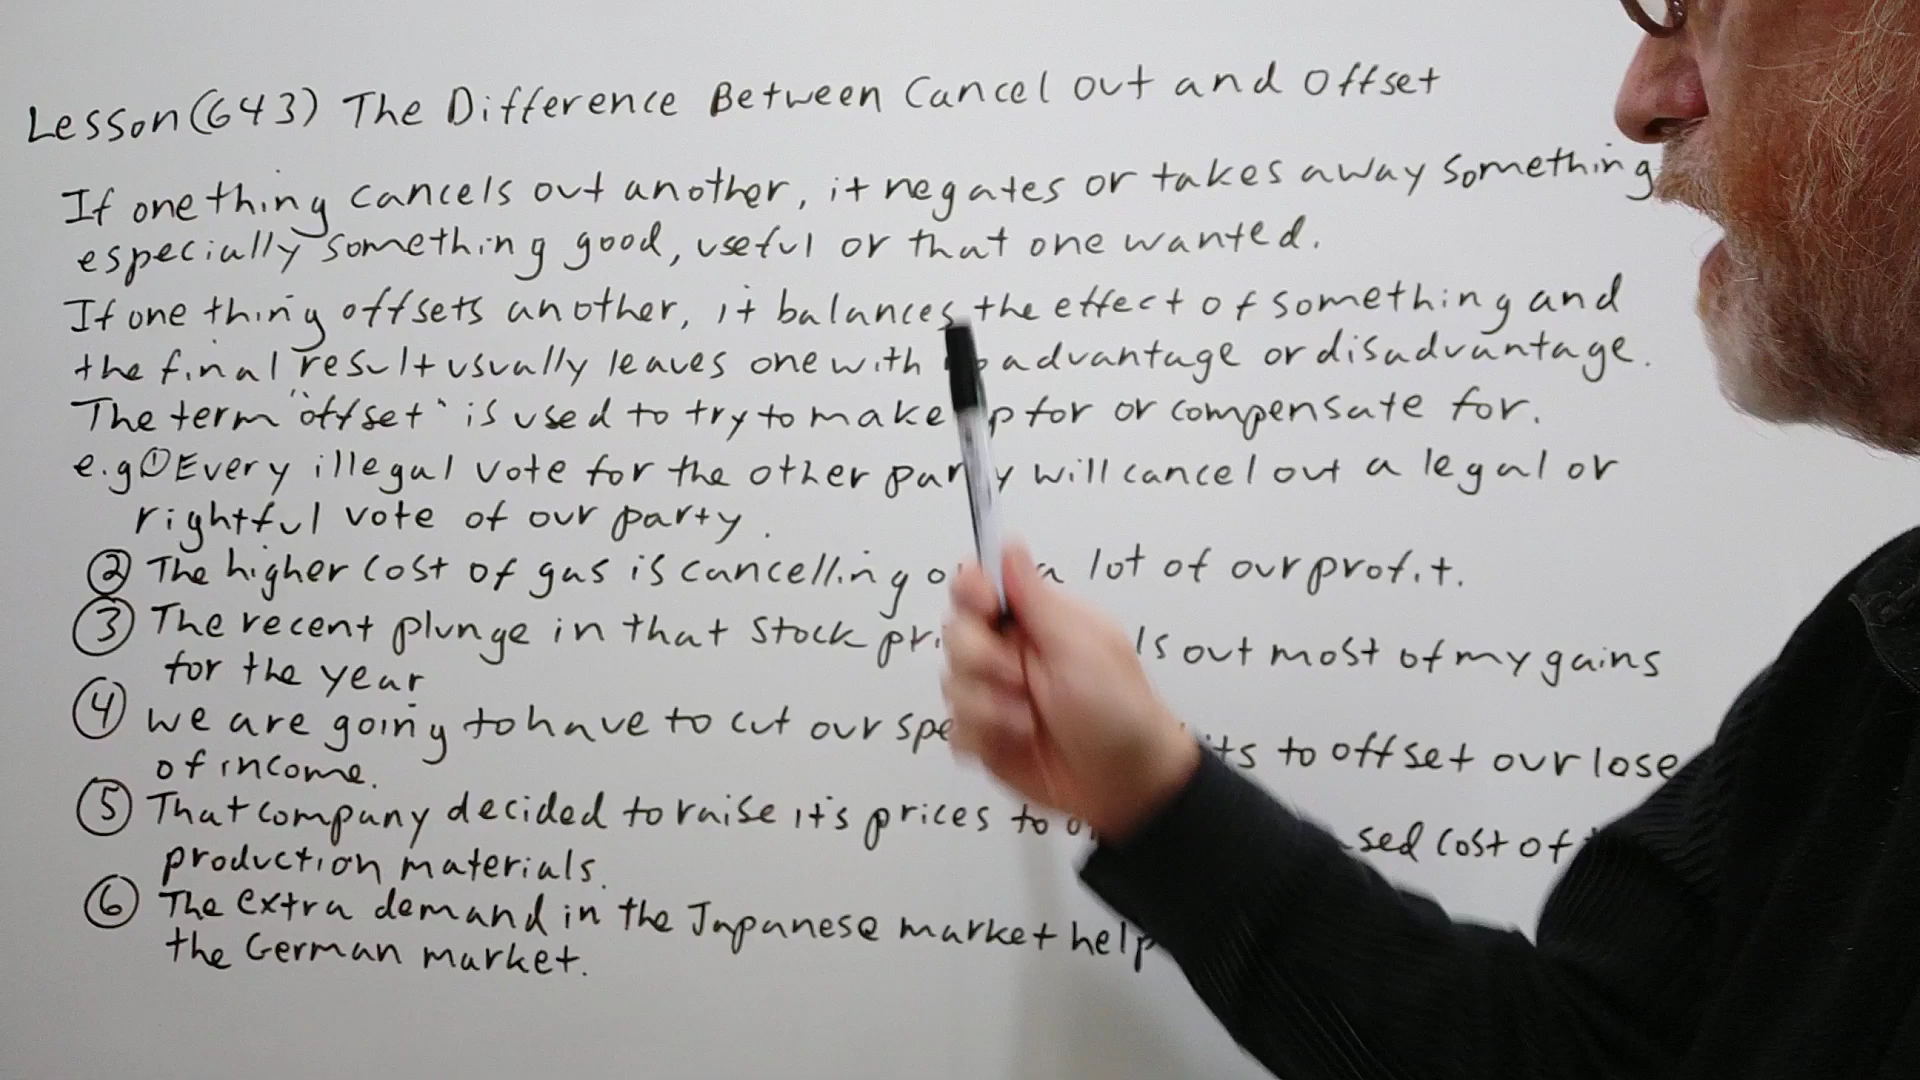 Lesson (643) The Difference Between Cancel out and Offset
If one thing cancels out another, it negates or takes away something
especially something good, useful or that one wanted.
If one thing offsets another, it balances the effect of something and
the final result usually leaves one with advantage or disadvantage.
The term "offset" is used to try to make for or compensate for.
e.g ① Every illegal vote for the other party will cancel out a legal or
rightful vote of our party.
② The higher cost of gas is cancelling a lot of our profit.
③ The recent plunge in that stock out most of my gains
for the year
④ we are going to have to cut our to offset our lose
of income.
⑤ That company decided to raise it's prices to cost of
production materials.
⑥ The extra demand in the Japanese market
the German market.